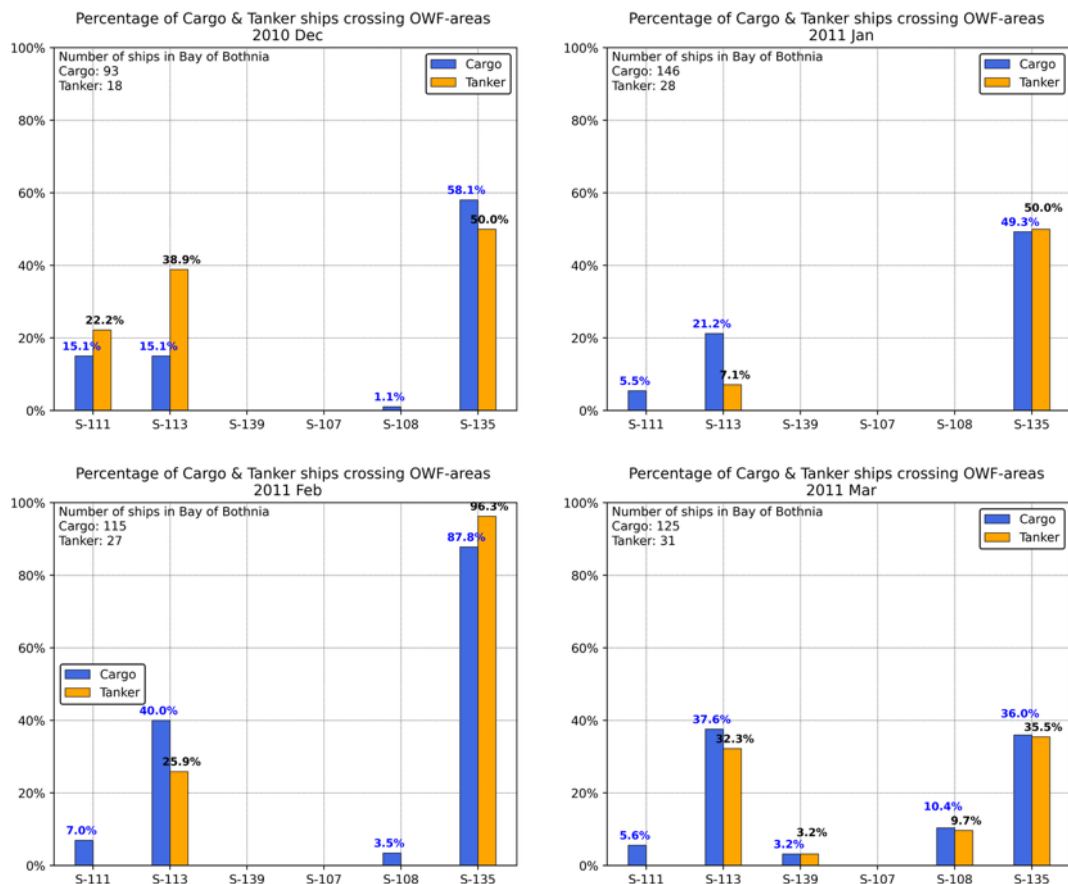 Percentage of Cargo & Tanker ships crossing OWF-areas
2010 Dec
Number of ships in Bay of Bothnia
Cargo: 93
Tanker: 18
Cargo
Tanker
100%
80%
60%
40%
20%
0%
15.1%
22.2%
15.1%
38.9%
1.1%
58.1%
50.0%
S-111 S-113 S-139 S-107 S-108 S-135
Percentage of Cargo & Tanker ships crossing OWF-areas
2011 Jan
Number of ships in Bay of Bothnia
Cargo: 146
Tanker: 28
Cargo
Tanker
100%
80%
60%
40%
20%
0%
5.5%
21.2%
7.1%
49.3%
50.0%
S-111 S-113 S-139 S-107 S-108 S-135
Percentage of Cargo & Tanker ships crossing OWF-areas
2011 Feb
Number of ships in Bay of Bothnia
Cargo: 115
Tanker: 27
Cargo
Tanker
100%
80%
60%
40%
20%
0%
7.0%
40.0%
25.9%
3.5%
87.8%
96.3%
S-111 S-113 S-139 S-107 S-108 S-135
Percentage of Cargo & Tanker ships crossing OWF-areas
2011 Mar
Number of ships in Bay of Bothnia
Cargo: 125
Tanker: 31
Cargo
Tanker
100%
80%
60%
40%
20%
0%
5.6%
37.6%
32.3%
3.2%
3.2%
10.4%
9.7%
36.0%
35.5%
S-111 S-113 S-139 S-107 S-108 S-135